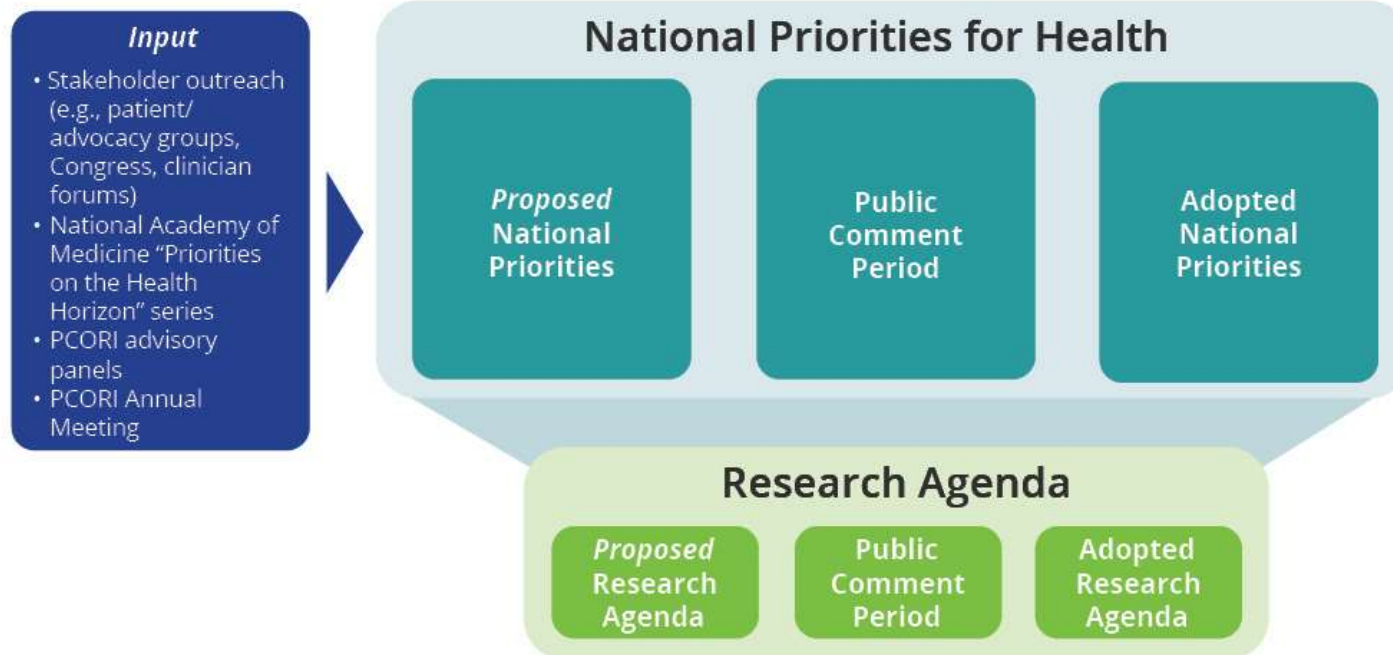 Input
• Stakeholder outreach
(e.g., patient/
advocacy groups,
Congress, clinician
forums)
• National Academy of
Medicine “Priorities
on the Health
Horizon” series
• PCORI advisory
panels
• PCORI Annual
Meeting
National Priorities for Health
Proposed
National
Priorities
Public
Comment
Period
Adopted
National
Priorities
Research Agenda
Proposed
Research
Agenda
Public
Comment
Period
Adopted
Research
Agenda